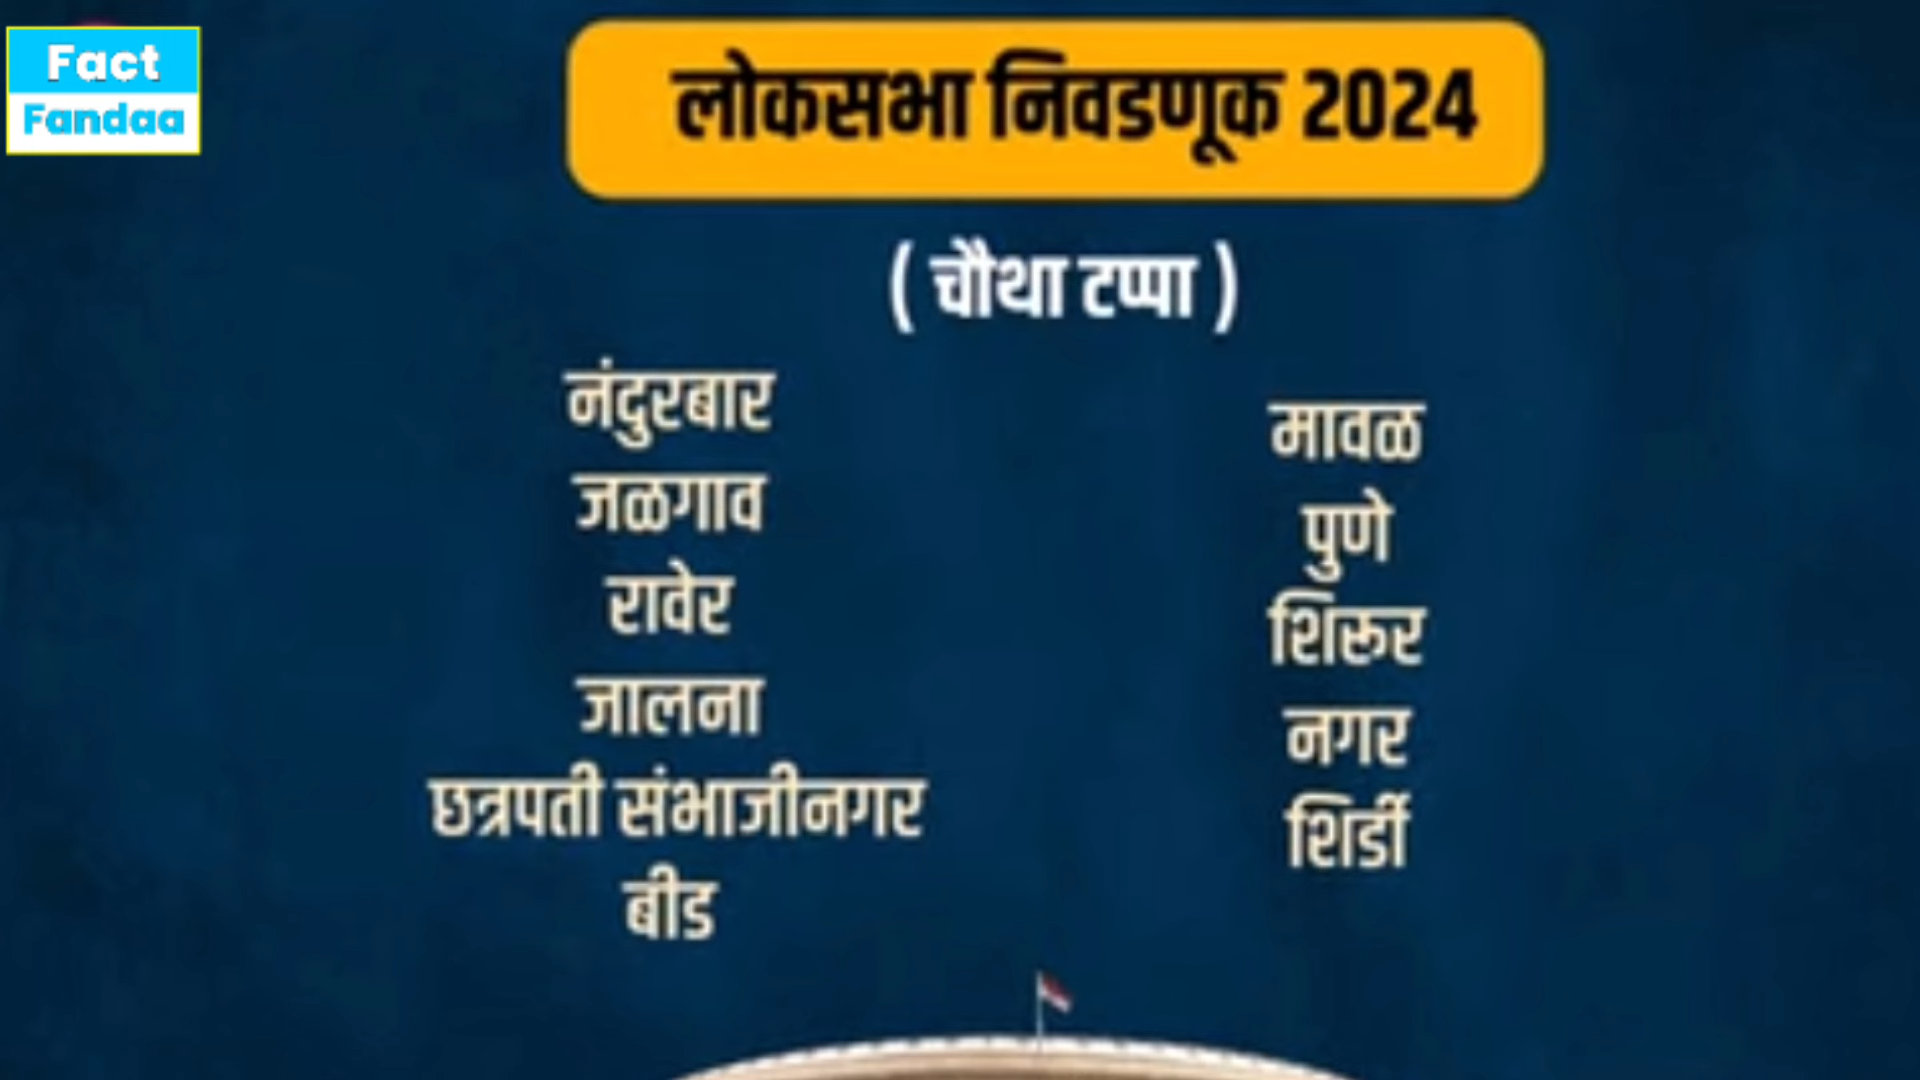 Fact
Fandaa
लोकसभा निवडणूक 2024
( चौथा टप्पा )
नंदुरबार
जळगाव
रावेर
जालना
छत्रपती संभाजीनगर
बीड
मावळ
पुणे
शिरूर
नगर
शिर्डी